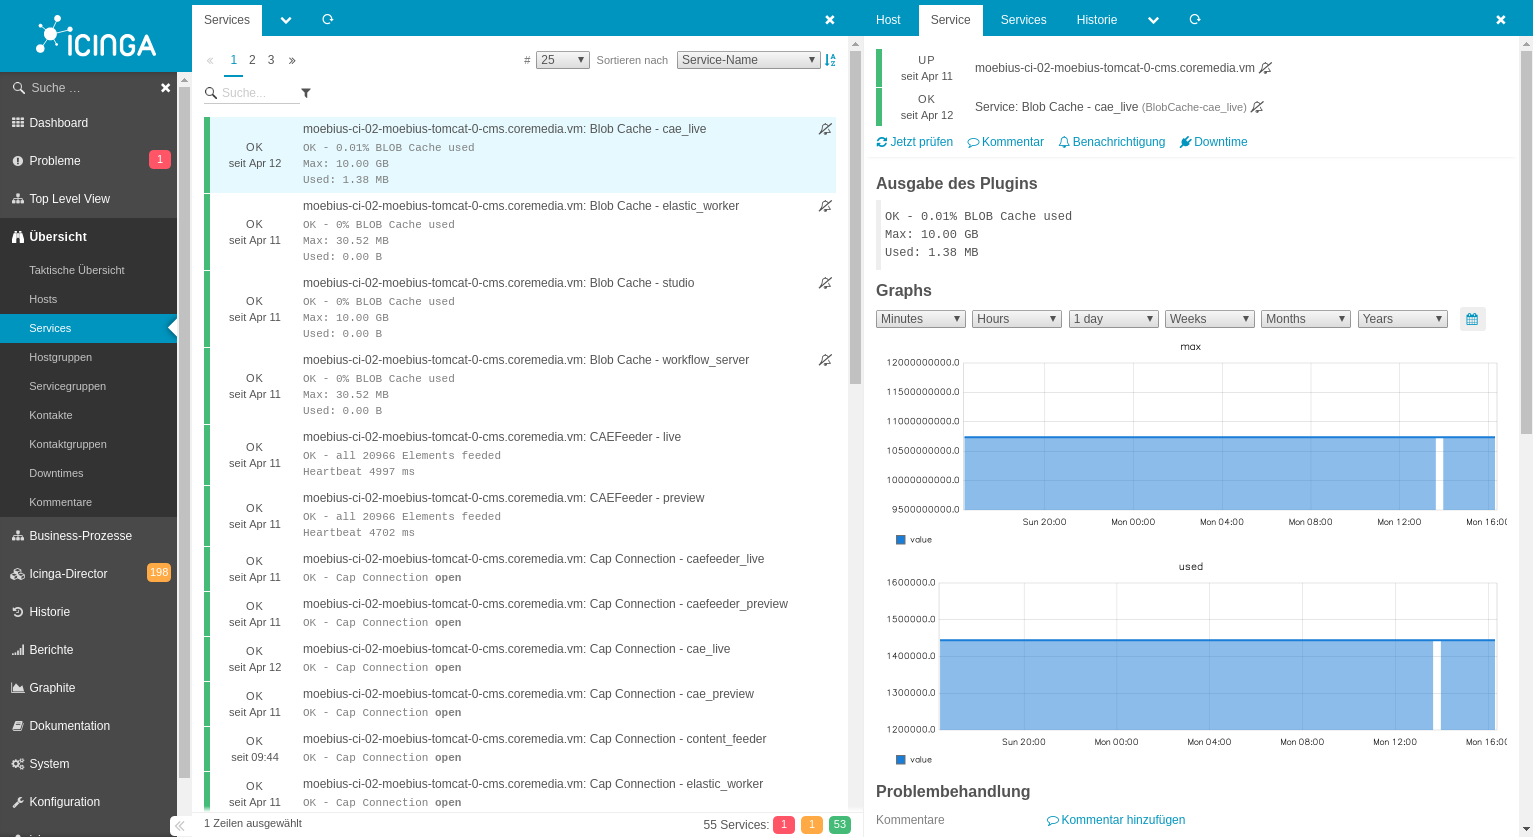 icinga
Suche …
Dashboard
Probleme 1
Top Level View
Übersicht
Taktische Übersicht
Hosts
Services
Hostgruppen
Servicegruppen
Kontakte
Kontaktgruppen
Downtimes
Kommentare
Business-Prozesse
Icinga-Director 198
Historie
Berichte
Graphite
Dokumentation
System
Konfiguration
Services
« 1 2 3 »
# 25 Sortieren nach Service-Name
Suche...
OK
seit Apr 12
moebius-ci-02-moebius-tomcat-0-cms.coremedia.vm: Blob Cache - cae_live
OK - 0.01% BLOB Cache used
Max: 10.00 GB
Used: 1.38 MB
OK
seit Apr 11
moebius-ci-02-moebius-tomcat-0-cms.coremedia.vm: Blob Cache - elastic_worker
OK - 0% BLOB Cache used
Max: 30.52 MB
Used: 0.00 B
OK
seit Apr 11
moebius-ci-02-moebius-tomcat-0-cms.coremedia.vm: Blob Cache - studio
OK - 0% BLOB Cache used
Max: 10.00 GB
Used: 0.00 B
OK
seit Apr 11
moebius-ci-02-moebius-tomcat-0-cms.coremedia.vm: Blob Cache - workflow_server
OK - 0% BLOB Cache used
Max: 30.52 MB
Used: 0.00 B
OK
seit Apr 11
moebius-ci-02-moebius-tomcat-0-cms.coremedia.vm: CAEFeeder - live
OK - all 20966 Elements feeded
Heartbeat 4997 ms
OK
seit Apr 11
moebius-ci-02-moebius-tomcat-0-cms.coremedia.vm: CAEFeeder - preview
OK - all 20966 Elements feeded
Heartbeat 4702 ms
OK
seit Apr 11
moebius-ci-02-moebius-tomcat-0-cms.coremedia.vm: Cap Connection - caefeeder_live
OK - Cap Connection open
OK
seit Apr 11
moebius-ci-02-moebius-tomcat-0-cms.coremedia.vm: Cap Connection - caefeeder_preview
OK - Cap Connection open
OK
seit Apr 12
moebius-ci-02-moebius-tomcat-0-cms.coremedia.vm: Cap Connection - cae_live
OK - Cap Connection open
OK
seit Apr 11
moebius-ci-02-moebius-tomcat-0-cms.coremedia.vm: Cap Connection - cae_preview
OK - Cap Connection open
OK
seit 09:44
moebius-ci-02-moebius-tomcat-0-cms.coremedia.vm: Cap Connection - content_feeder
OK - Cap Connection open
OK
seit Apr 11
moebius-ci-02-moebius-tomcat-0-cms.coremedia.vm: Cap Connection - elastic_worker
OK - Cap Connection open
1 Zeilen ausgewählt
55 Services: 1 1 53
Host Service Services Historie
UP
seit Apr 11
moebius-ci-02-moebius-tomcat-0-cms.coremedia.vm
OK
seit Apr 12
Service: Blob Cache - cae_live (BlobCache-cae_live)
Jetzt prüfen Kommentar Benachrichtigung Downtime
Ausgabe des Plugins
OK - 0.01% BLOB Cache used
Max: 10.00 GB
Used: 1.38 MB
Graphs
Minutes Hours 1 day Weeks Months Years
max
12000000000.0
11500000000.0
11000000000.0
10500000000.0
10000000000.0
9500000000.0
Sun 20:00 Mon 00:00 Mon 04:00 Mon 08:00 Mon 12:00 Mon 16:00
value
used
1600000.0
1500000.0
1400000.0
1300000.0
1200000.0
Sun 20:00 Mon 00:00 Mon 04:00 Mon 08:00 Mon 12:00 Mon 16:00
value
Problembehandlung
Kommentare Kommentar hinzufügen